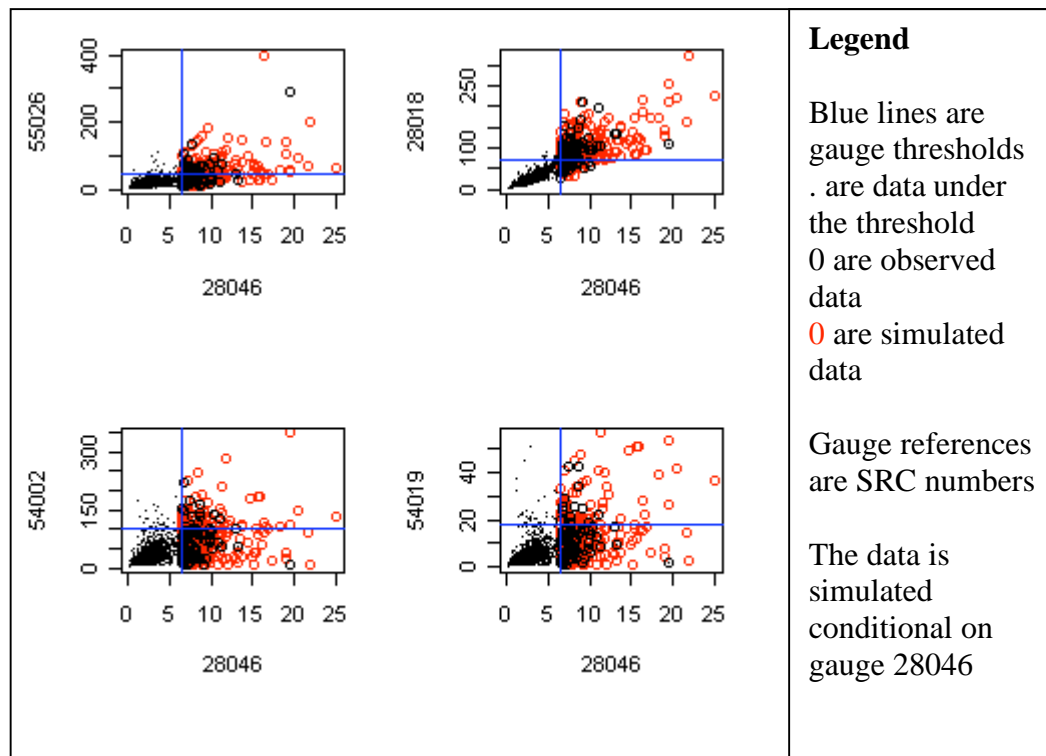 55026
400
200
0
0 5 10 15 20 25
28046
28018
250
100
0
0 5 10 15 20 25
28046
54002
300
150
0
0 5 10 15 20 25
28046
54019
40
20
0
0 5 10 15 20 25
28046
Legend
Blue lines are
gauge thresholds
. are data under
the threshold
0 are observed
data
0 are simulated
data
Gauge references
are SRC numbers
The data is
simulated
conditional on
gauge 28046